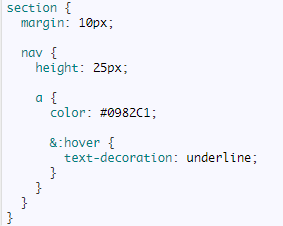 section {
  margin: 10px;

  nav {
    height: 25px;

    a {
      color: #0982C1;

      &:hover {
        text-decoration: underline;
      }
    }
  }
}